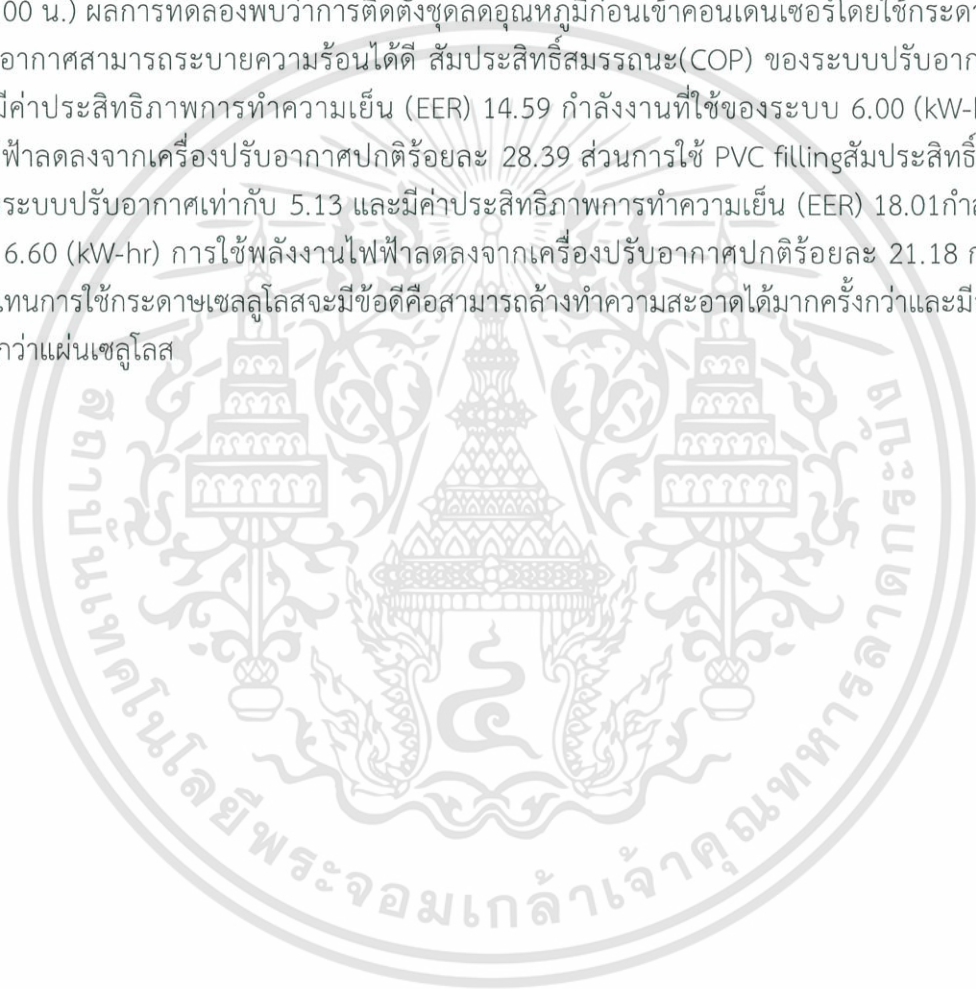 00 น.) ผลการทดลองพบว่าการติดตั้งชุดลดอุณหภูมิก่อนเข้าคอนเดนเซอร์โดยใช้กระดา
อากาศสามารถระบายความร้อนได้ดี สัมประสิทธิ์สมรรถนะ(COP) ของระบบปรับอาก
มีค่าประสิทธิภาพการทำความเย็น (EER) 14.59 กำลังงานที่ใช้ของระบบ 6.00 (kW-h
ฟ้าลดลงจากเครื่องปรับอากาศปกติร้อยละ 28.39 ส่วนการใช้ PVC fillingสัมประสิทธิ์
ระบบปรับอากาศเท่ากับ 5.13 และมีค่าประสิทธิภาพการทำความเย็น (EER) 18.01กำล
6.60 (kW-hr) การใช้พลังงานไฟฟ้าลดลงจากเครื่องปรับอากาศปกติร้อยละ 21.18 ก
แทนการใช้กระดาษเซลลูโลสจะมีข้อดีคือสามารถล้างทำความสะอาดได้มากครั้งกว่าและมี
กว่าแผ่นเซลูโลส
สถาบันเทคโนโลยีพระจอมเกล้าเจ้าคุณทหารลาดกระบัง